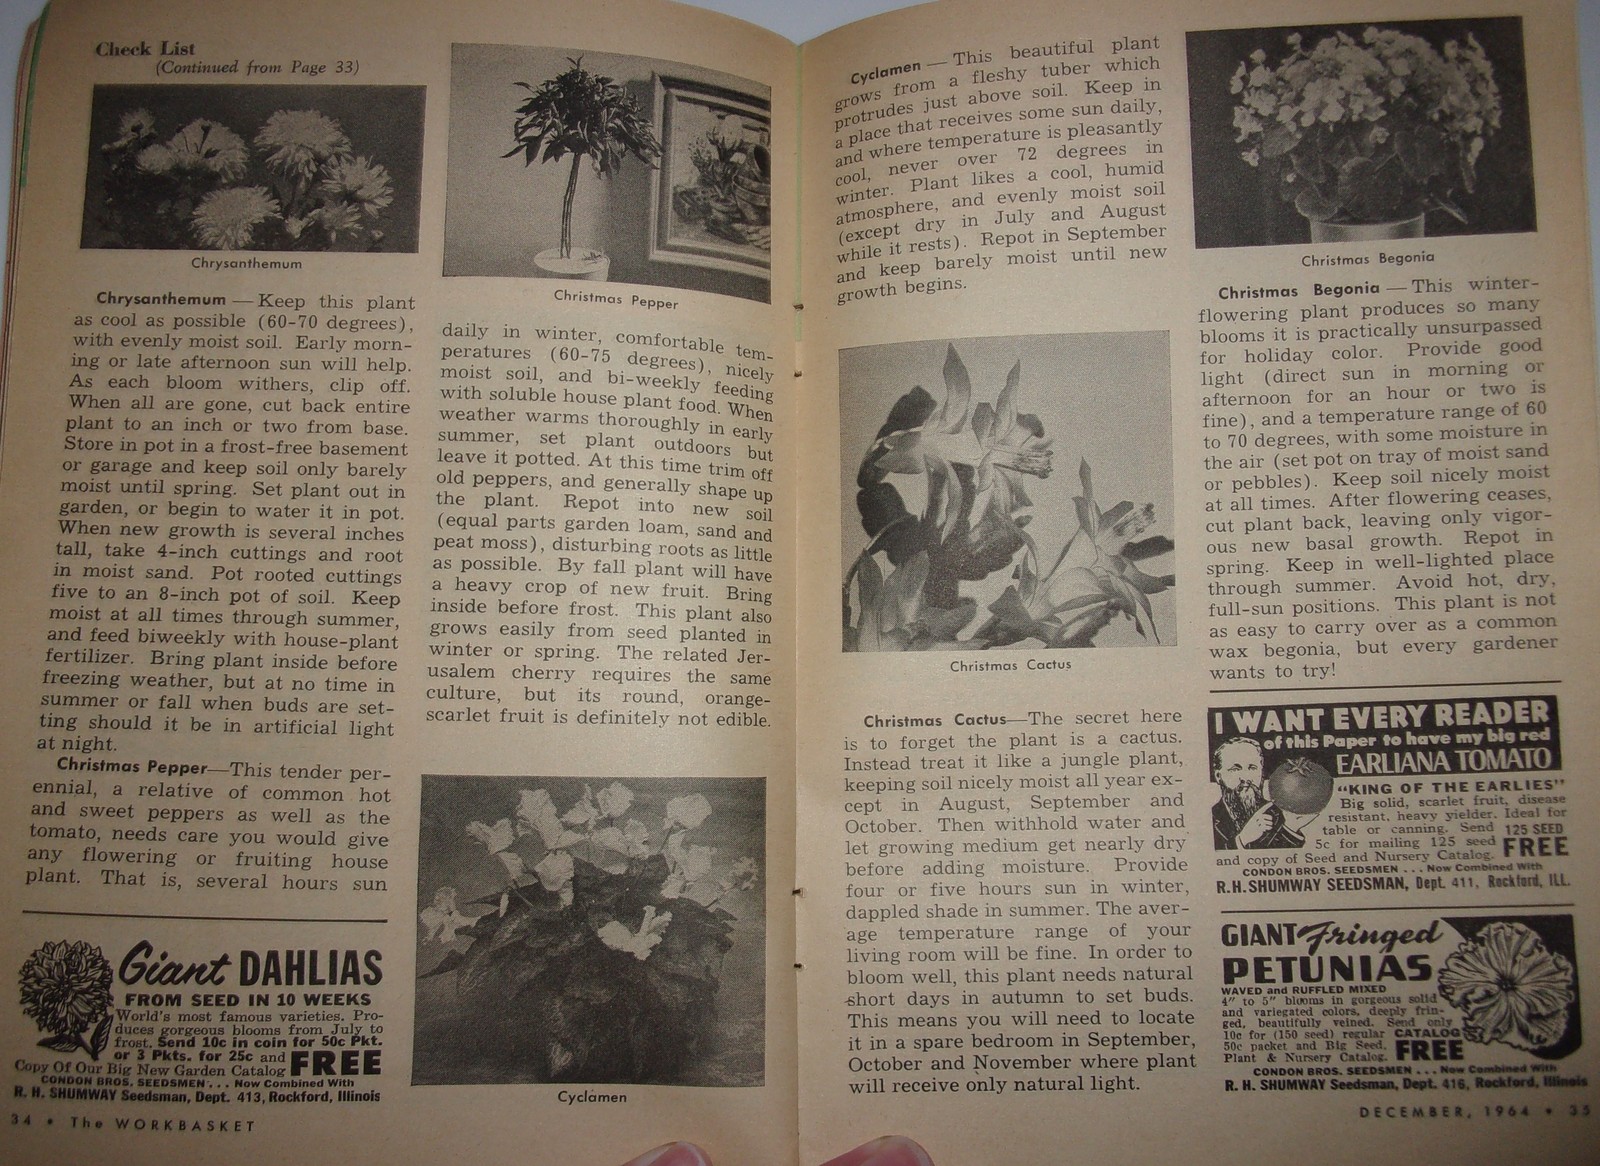 Check List
(Continued from Page 33)
Chrysanthemum
Chrysanthemum — Keep this plant
as cool as possible (60-70 degrees),
with evenly moist soil. Early morn-
ing or late afternoon sun will help.
As each bloom withers, clip off.
When all are gone, cut back entire
plant to an inch or two from base.
Store in pot in a frost-free basement
or garage and keep soil only barely
moist until spring. Set plant out in
garden, or begin to water it in pot.
When new growth is several inches
tall, take 4-inch cuttings and root
in moist sand. Pot rooted cuttings
five to an 8-inch pot of soil. Keep
moist at all times through summer,
and feed biweekly with house-plant
fertilizer. Bring plant inside before
freezing weather, but at no time in
summer or fall when buds are set-
ting should it be in artificial light
at night.
Christmas Pepper—This tender per-
ennial, a relative of common hot
and sweet peppers as well as the
tomato, needs care you would give
any flowering or fruiting house
plant. That is, several hours sun
Giant DAHLIAS
FROM SEED IN 10 WEEKS
World's most famous varieties. Pro-
duces gorgeous blooms from July to
frost. Send 10c in coin for 50c Pkt.
or 3 Pkts. for 25c and FREE
Copy Of Our Big New Garden Catalog
CONDON BROS. SEEDSMEN . . . Now Combined With
R. H. SHUMWAY Seedsman, Dept. 413, Rockford, Illinois
34 • The WORKBASKET
Christmas Pepper
daily in winter, comfortable tem-
peratures (60-75 degrees), nicely
moist soil, and bi-weekly feeding
with soluble house plant food. When
weather warms thoroughly in early
summer, set plant outdoors but
leave it potted. At this time trim off
old peppers, and generally shape up
the plant. Repot into new soil
(equal parts garden loam, sand and
peat moss), disturbing roots as little
as possible. By fall plant will have
a heavy crop of new fruit. Bring
inside before frost. This plant also
grows easily from seed planted in
winter or spring. The related Jer-
usalem cherry requires the same
culture, but its round, orange-
scarlet fruit is definitely not edible.
Cyclamen
Cyclamen — This beautiful plant
grows from a fleshy tuber which
protrudes just above soil. Keep in
a place that receives some sun daily,
and where temperature is pleasantly
cool, never over 72 degrees in
winter. Plant likes a cool, humid
atmosphere, and evenly moist soil
(except dry in July and August
while it rests). Repot in September
and keep barely moist until new
growth begins.
Christmas Cactus
Christmas Cactus—The secret here
is to forget the plant is a cactus.
Instead treat it like a jungle plant,
keeping soil nicely moist all year ex-
cept in August, September and
October. Then withhold water and
let growing medium get nearly dry
before adding moisture. Provide
four or five hours sun in winter,
dappled shade in summer. The aver-
age temperature range of your
living room will be fine. In order to
bloom well, this plant needs natural
short days in autumn to set buds.
This means you will need to locate
it in a spare bedroom in September,
October and November where plant
will receive only natural light.
Christmas Begonia
Christmas Begonia — This winter-
flowering plant produces so many
blooms it is practically unsurpassed
for holiday color. Provide good
light (direct sun in morning or
afternoon for an hour or two is
fine), and a temperature range of 60
to 70 degrees, with some moisture in
the air (set pot on tray of moist sand
or pebbles). Keep soil nicely moist
at all times. After flowering ceases,
cut plant back, leaving only vigor-
ous new basal growth. Repot in
spring. Keep in well-lighted place
through summer. Avoid hot, dry,
full-sun positions. This plant is not
as easy to carry over as a common
wax begonia, but every gardener
wants to try!
I WANT EVERY READER
of this Paper to have my big red
EARLIANA TOMATO
"KING OF THE EARLIES"
Big solid, scarlet fruit, disease
resistant, heavy yielder. Ideal for
table or canning. Send 125 SEED
5c for mailing 125 seed FREE
and copy of Seed and Nursery Catalog.
CONDON BROS. SEEDSMEN . . . Now Combined With
R.H. SHUMWAY SEEDSMAN, Dept. 411, Rockford, ILL.
GIANT Fringed
PETUNIAS
WAVED and RUFFLED MIXED
4" to 5" blooms in gorgeous solid
and variegated colors, deeply frin-
ged, beautifully veined. Send only
10c for (150 seed) regular CATALOG
50c packet and Big Seed, FREE
Plant & Nursery Catalog.
CONDON BROS. SEEDSMEN . . . Now Combined With
R. H. SHUMWAY Seedsman, Dept. 416, Rockford, Illinois
DECEMBER, 1964 • 35